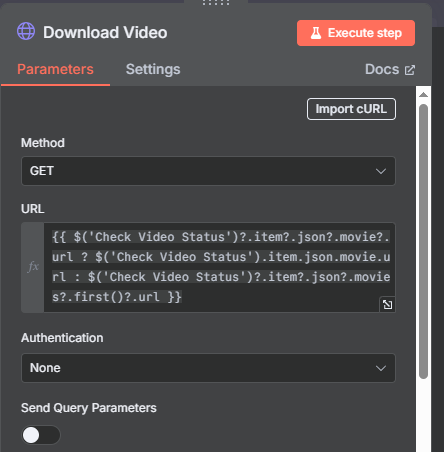 Download Video
Execute step
Parameters
Settings
Docs
Import cURL
Method
GET
URL
fx
{{ $('Check Video Status')?.item?.json?.movie?.
url ? $('Check Video Status').item.json.movie.u
rl : $('Check Video Status')?.item?.json?.movie
s?.first()?.url }}
Authentication
None
Send Query Parameters